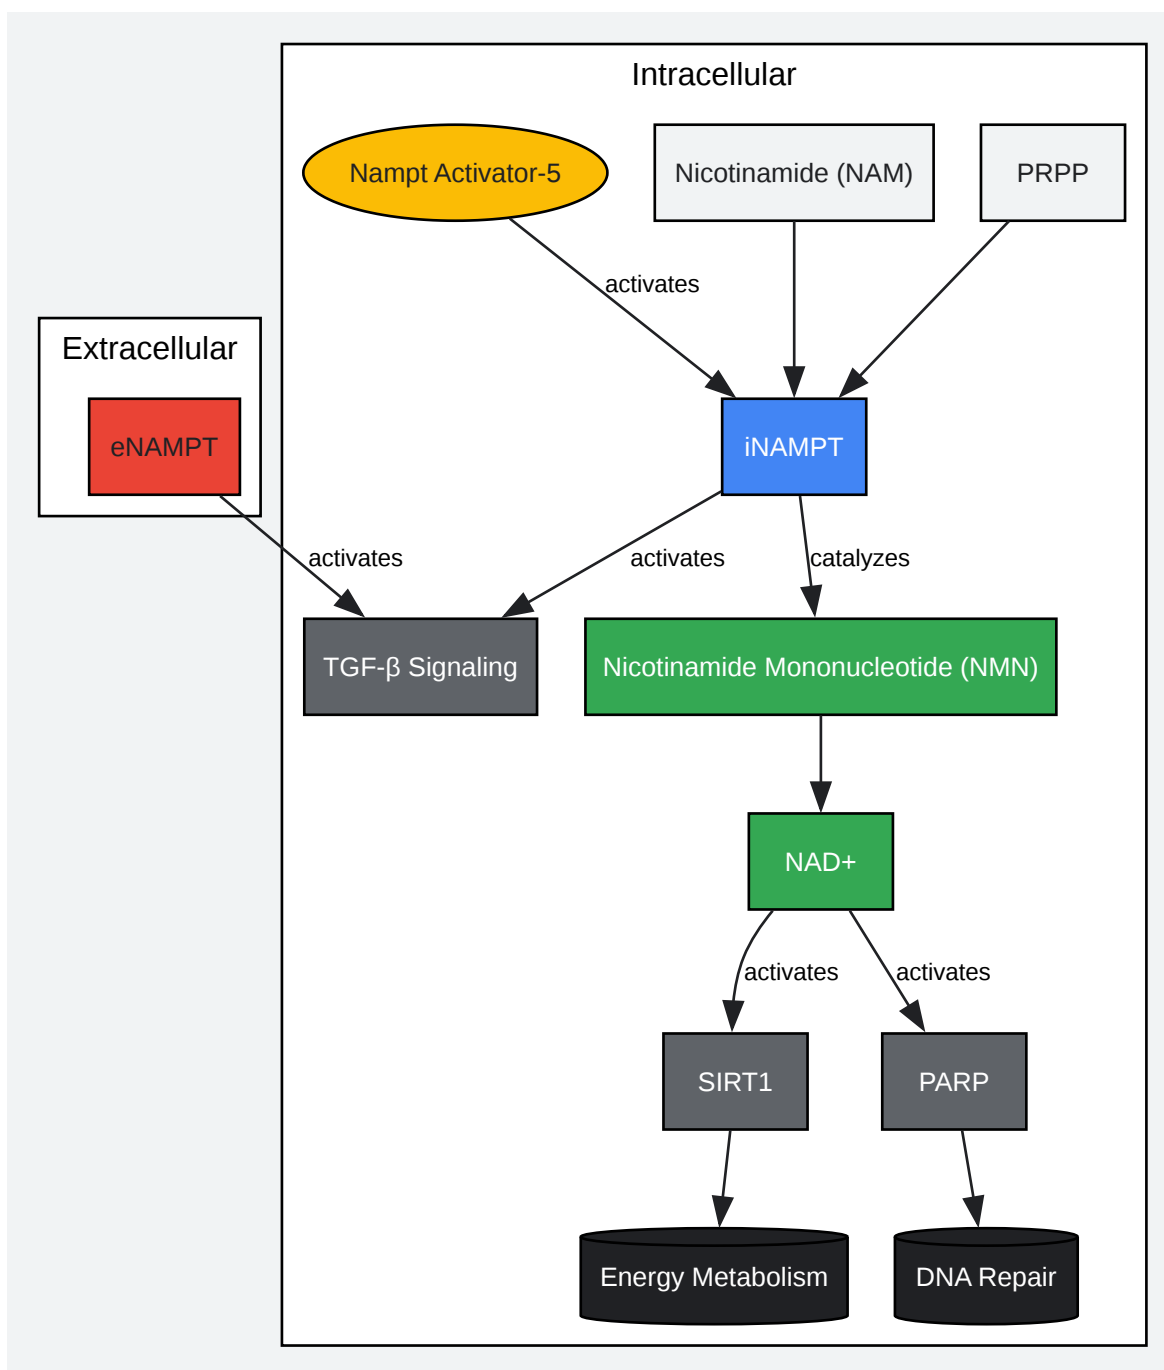 Intracellular
Nampt Activator-5
Nicotinamide (NAM)
PRPP
activates
Extracellular
eNAMPT
iNAMPT
activates
activates
catalyzes
TGF-β Signaling
Nicotinamide Mononucleotide (NMN)
NAD+
activates
activates
SIRT1
PARP
Energy Metabolism
DNA Repair